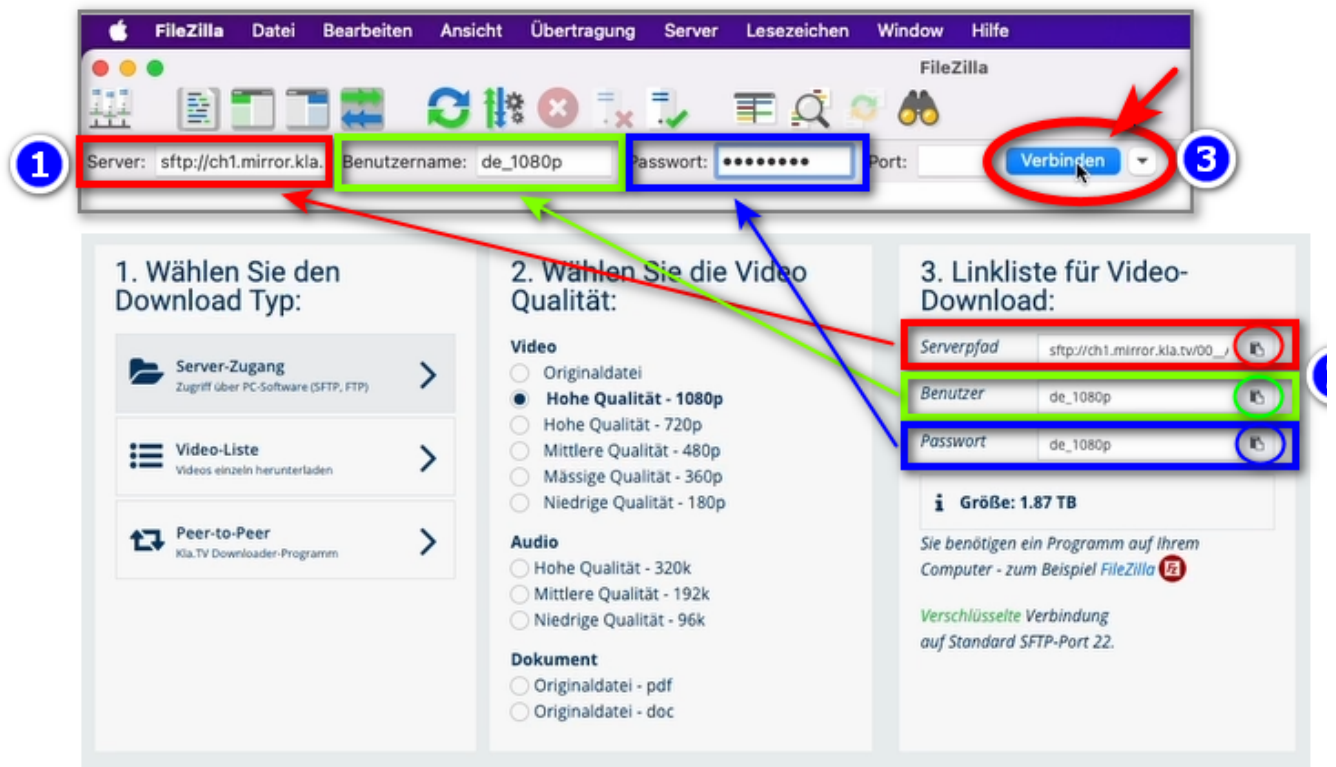 FileZilla Datei Bearbeiten Ansicht Übertragung Server Lesezeichen Window Hilfe
FileZilla
1
Server: sftp://ch1.mirror.kla. Benutzername: de_1080p Passwort: •••••••• Port: Verbinden
3
1. Wählen Sie den
Download Typ:
Server-Zugang
Zugriff über PC-Software (SFTP, FTP)
Video-Liste
Videos einzeln herunterladen
Peer-to-Peer
Kla.TV Downloader-Programm
2. Wählen Sie die Video
Qualität:
Video
Originaldatei
Hohe Qualität - 1080p
Hohe Qualität - 720p
Mittlere Qualität - 480p
Mässige Qualität - 360p
Niedrige Qualität - 180p
Audio
Hohe Qualität - 320k
Mittlere Qualität - 192k
Niedrige Qualität - 96k
Dokument
Originaldatei - pdf
Originaldatei - doc
3. Linkliste für Video-
Download:
Serverpfad sftp://ch1.mirror.kla.tv/00_
Benutzer de_1080p
Passwort de_1080p
i Größe: 1.87 TB
Sie benötigen ein Programm auf Ihrem
Computer - zum Beispiel FileZilla Fz
Verschlüsselte Verbindung
auf Standard SFTP-Port 22.